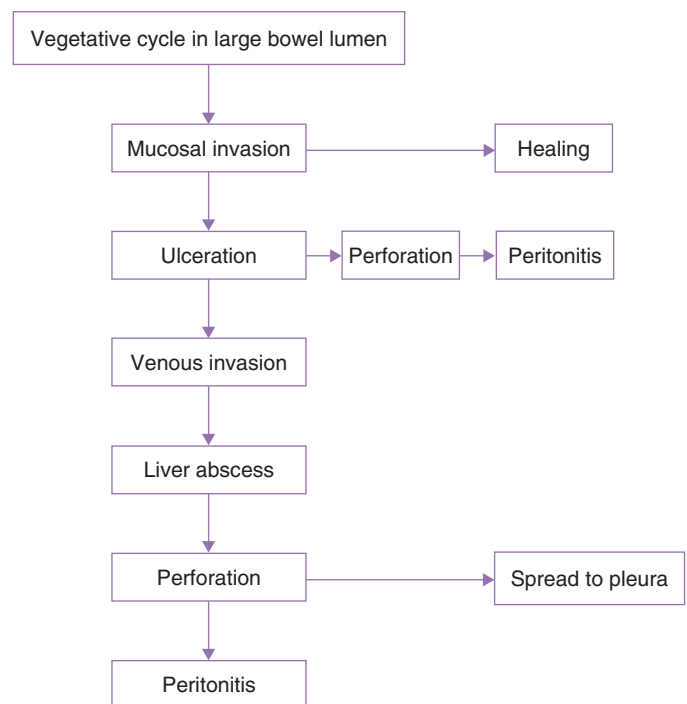 Vegetative cycle in large bowel lumen
Mucosal invasion
Healing
Ulceration
Perforation
Peritonitis
Venous invasion
Liver abscess
Perforation
Spread to pleura
Peritonitis